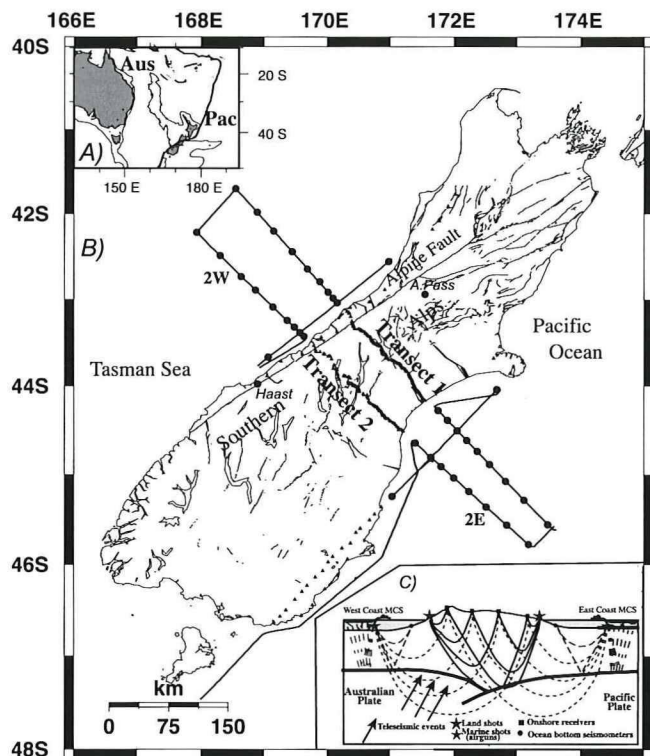 166E 168E 170E 172E 174E
40S
42S
44S
46S
48S
Aus
Pac
20 S
40 S
A)
150 E 180 E
B)
2W
Alpine Fault
A.Pass
Alps
Transect 1
Pacific
Ocean
Tasman Sea
Haast
Transect 2
Southern
2E
km
0 75 150
C)
West Coast MCS
East Coast MCS
Australian
Plate
Pacific
Plate
Teleseismic events
Land shots
Marine shots
(airguns)
Onshore receivers
Ocean bottom seismometers